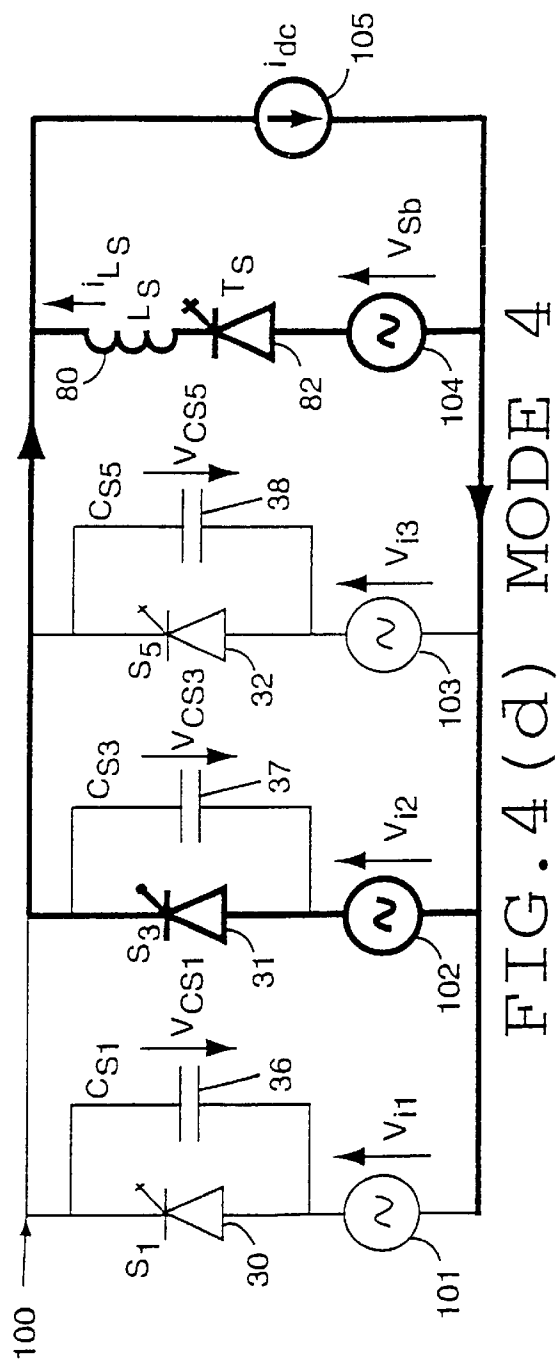 100
S1
30
CS1
VCS1
36
Vi1
101
S3
31
CS3
VCS3
37
Vi2
102
S5
32
CS5
VCS5
38
Vi3
103
80
LS
iLS
TS
82
VSb
104
idc
105
FIG.4(d) MODE 4